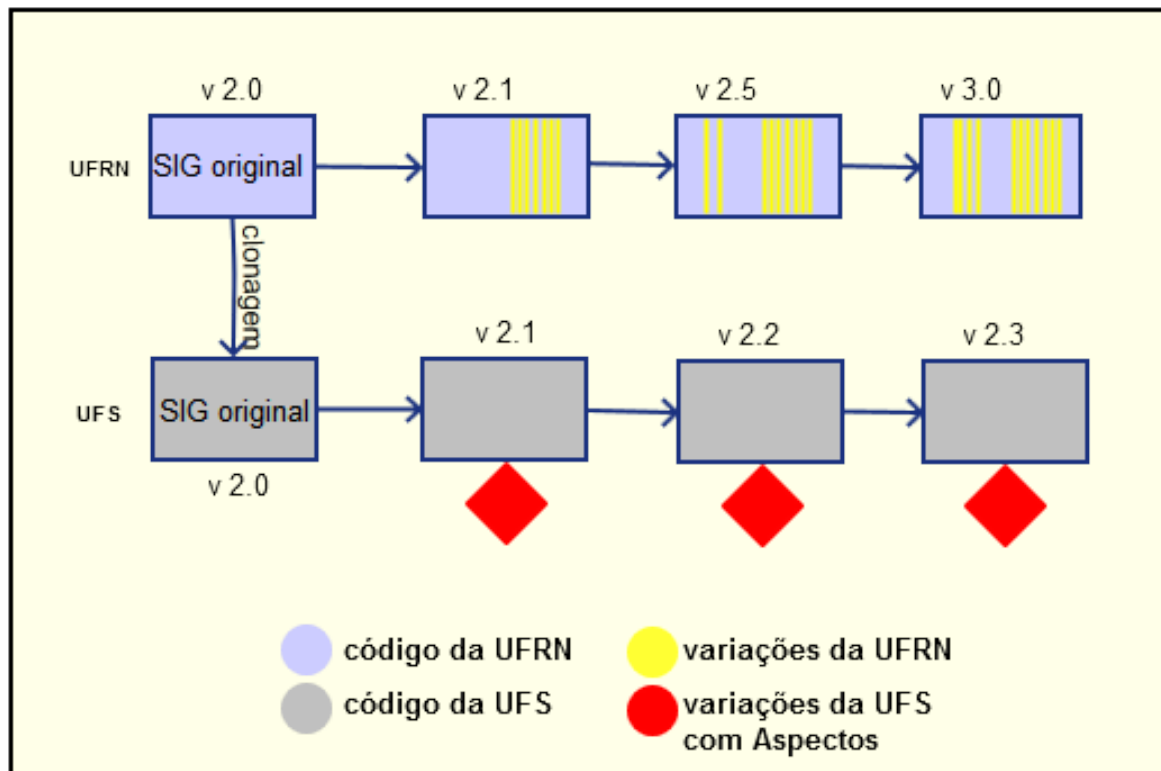 v 2.0
v 2.1
v 2.5
v 3.0
UFRN
SIG original
clonagem
v 2.1
v 2.2
v 2.3
UFS
SIG original
v 2.0
código da UFRN
variações da UFRN
código da UFS
variações da UFS
com Aspectos